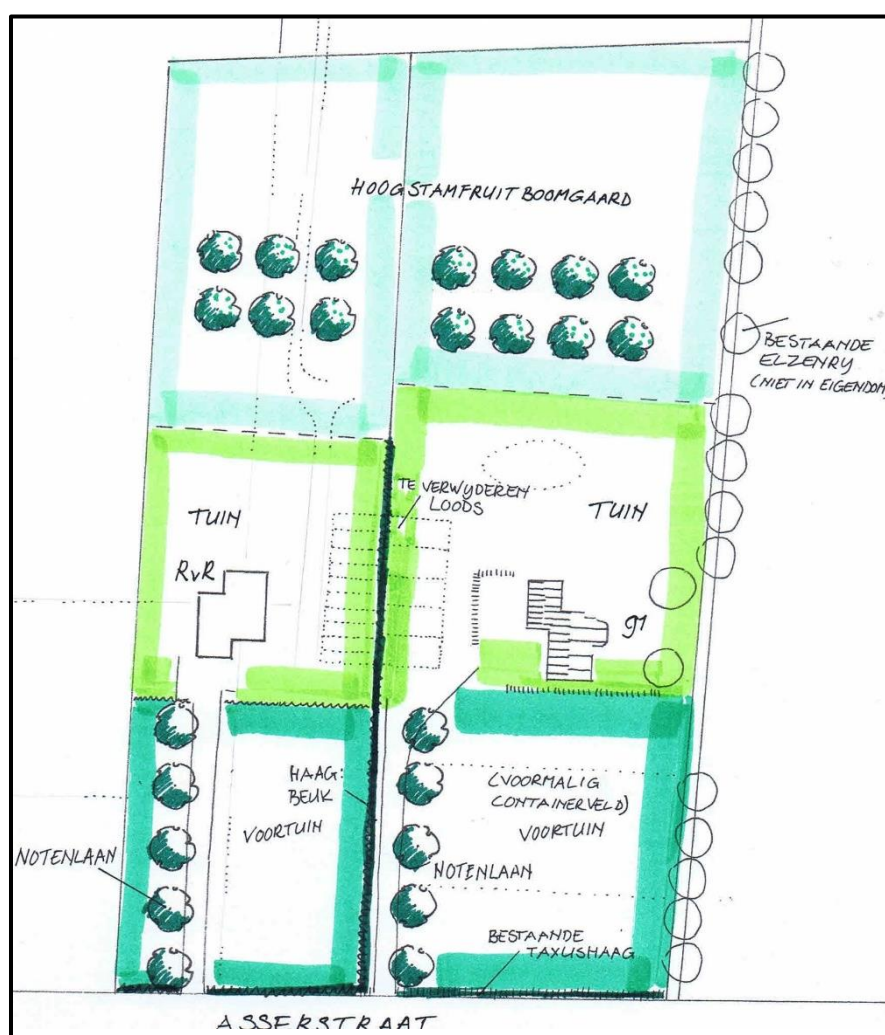 HOOGSTAMFRUIT BOOMGAARD
BESTAANDE
ELZENRY
(NIET IN EIGENDOM)
TE VERWYDEREN
LOODS
TUIN
TUIN
RvR
91
HAAG:
BEUK
VOORTUIN
(VOORMALIG
CONTAINERVELD)
VOORTUIN
NOTENLAAN
NOTENLAAN
BESTAANDE
TAXUSHAAG
ASSERSTRAAT